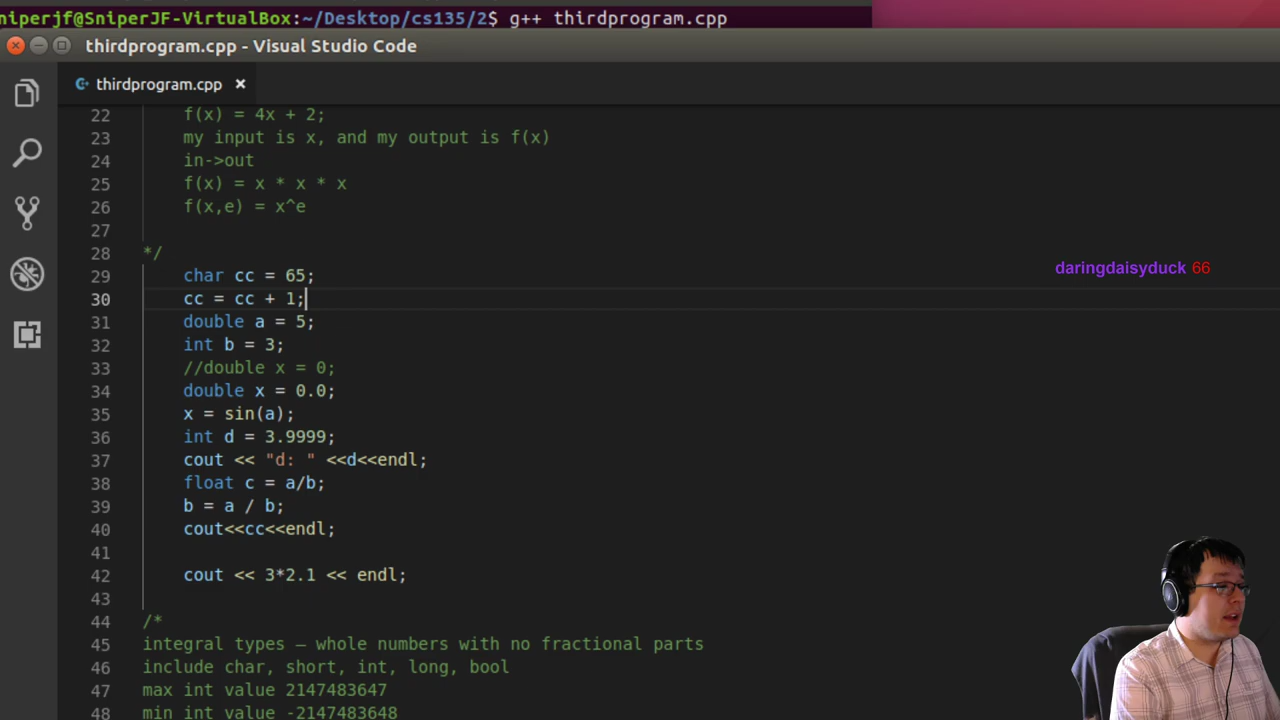 niperjf@SniperJF-VirtualBox:~/Desktop/cs135/2$ g++ thirdprogram.cpp
thirdprogram.cpp - Visual Studio Code
thirdprogram.cpp ×
22 f(x) = 4x + 2;
23 my input is x, and my output is f(x)
24 in->out
25 f(x) = x * x * x
26 f(x,e) = x^e
27
28 */
29 char cc = 65;
30 cc = cc + 1;
31 double a = 5;
32 int b = 3;
33 //double x = 0;
34 double x = 0.0;
35 x = sin(a);
36 int d = 3.9999;
37 cout << "d: " <<d<<endl;
38 float c = a/b;
39 b = a / b;
40 cout<<cc<<endl;
41
42 cout << 3*2.1 << endl;
43
44 /*
45 integral types – whole numbers with no fractional parts
46 include char, short, int, long, bool
47 max int value 2147483647
48 min int value -2147483648
daringdaisyduck 66